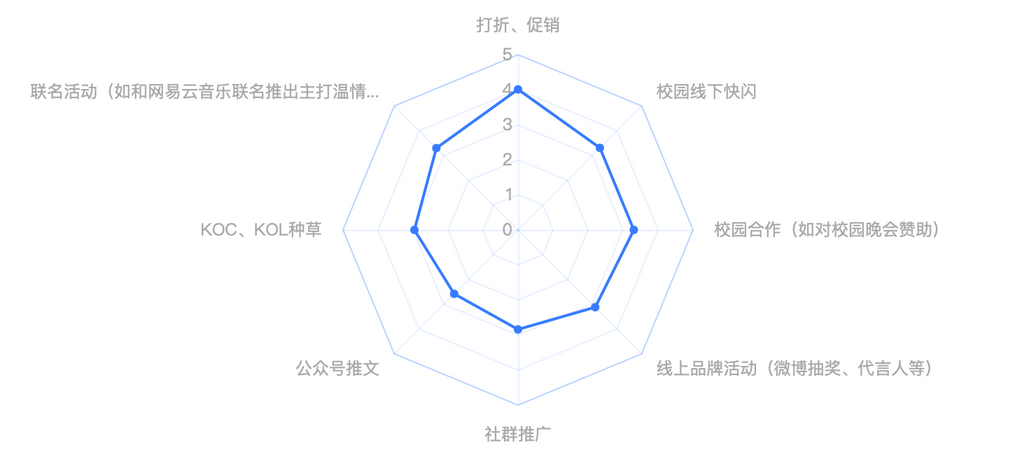 打折、促销
5
联名活动（如和网易云音乐联名推出主打温情...
校园线下快闪
4
3
2
1
KOC、KOL种草
0
校园合作（如对校园晚会赞助）
公众号推文
线上品牌活动（微博抽奖、代言人等）
社群推广